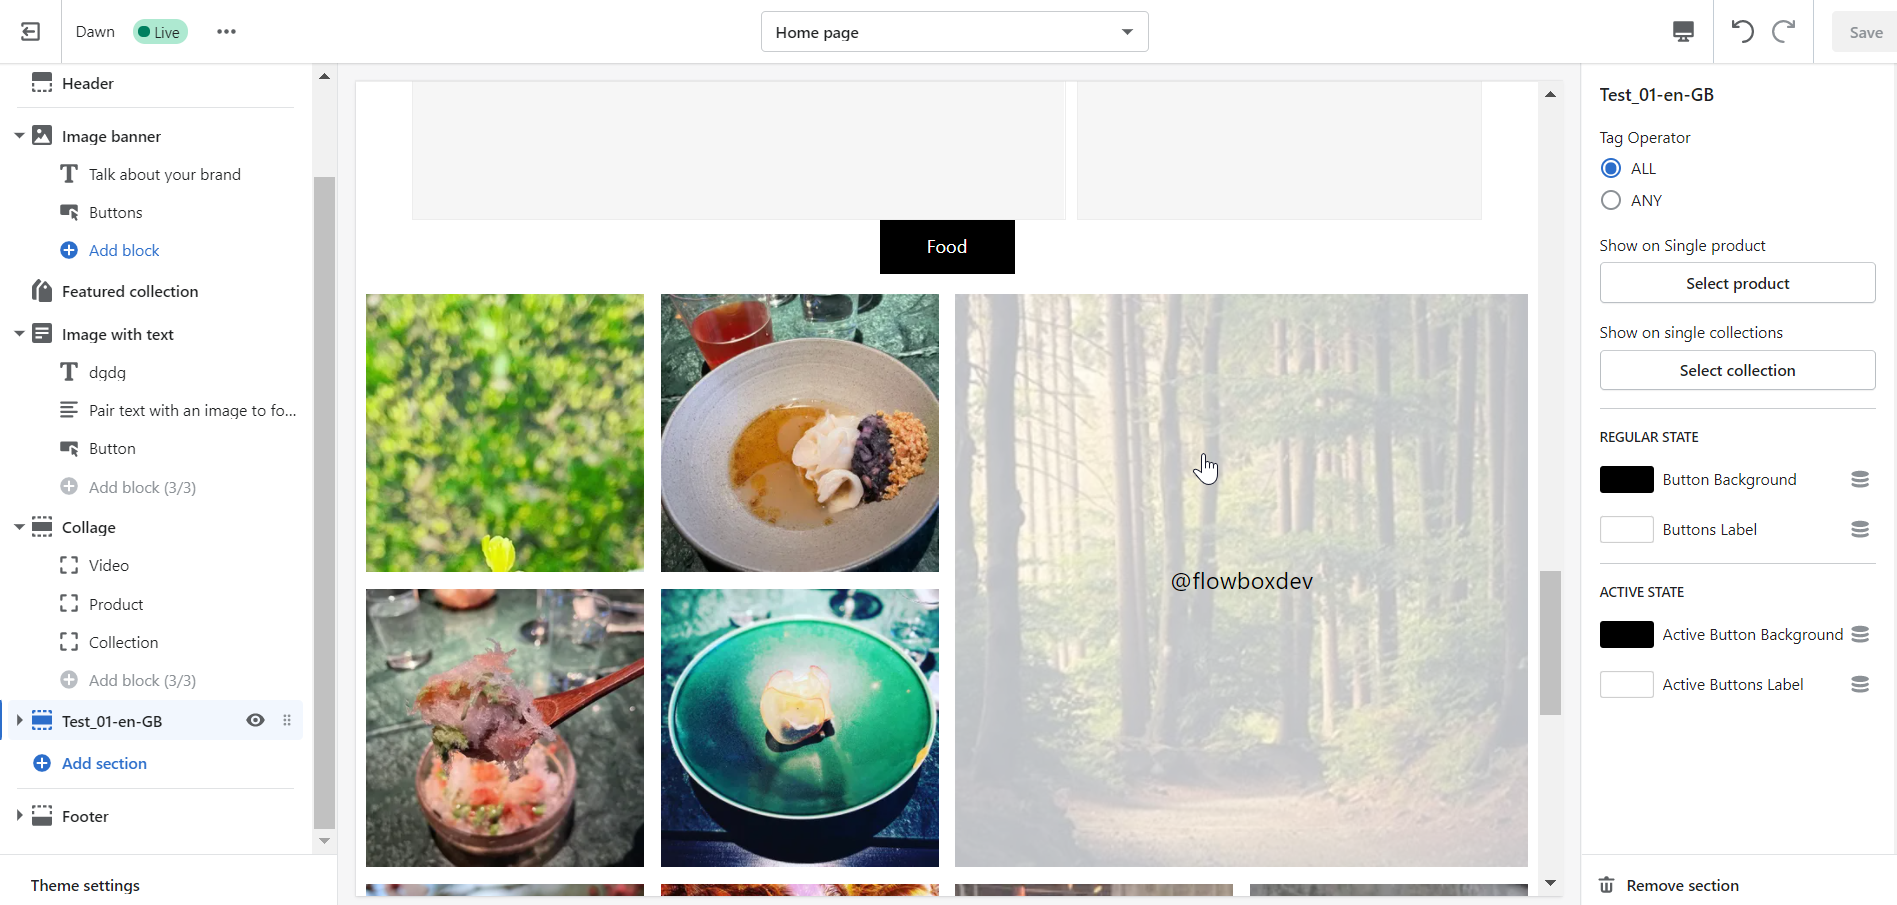 Dawn
Live
Home page
Save
Header
Image banner
Talk about your brand
Buttons
Add block
Featured collection
Image with text
dgdg
Pair text with an image to fo...
Button
Add block (3/3)
Collage
Video
Product
Collection
Add block (3/3)
Test_01-en-GB
Add section
Footer
Theme settings
Food
@flowboxdev
Test_01-en-GB
Tag Operator
ALL
ANY
Show on Single product
Select product
Show on single collections
Select collection
REGULAR STATE
Button Background
Buttons Label
ACTIVE STATE
Active Button Background
Active Buttons Label
Remove section